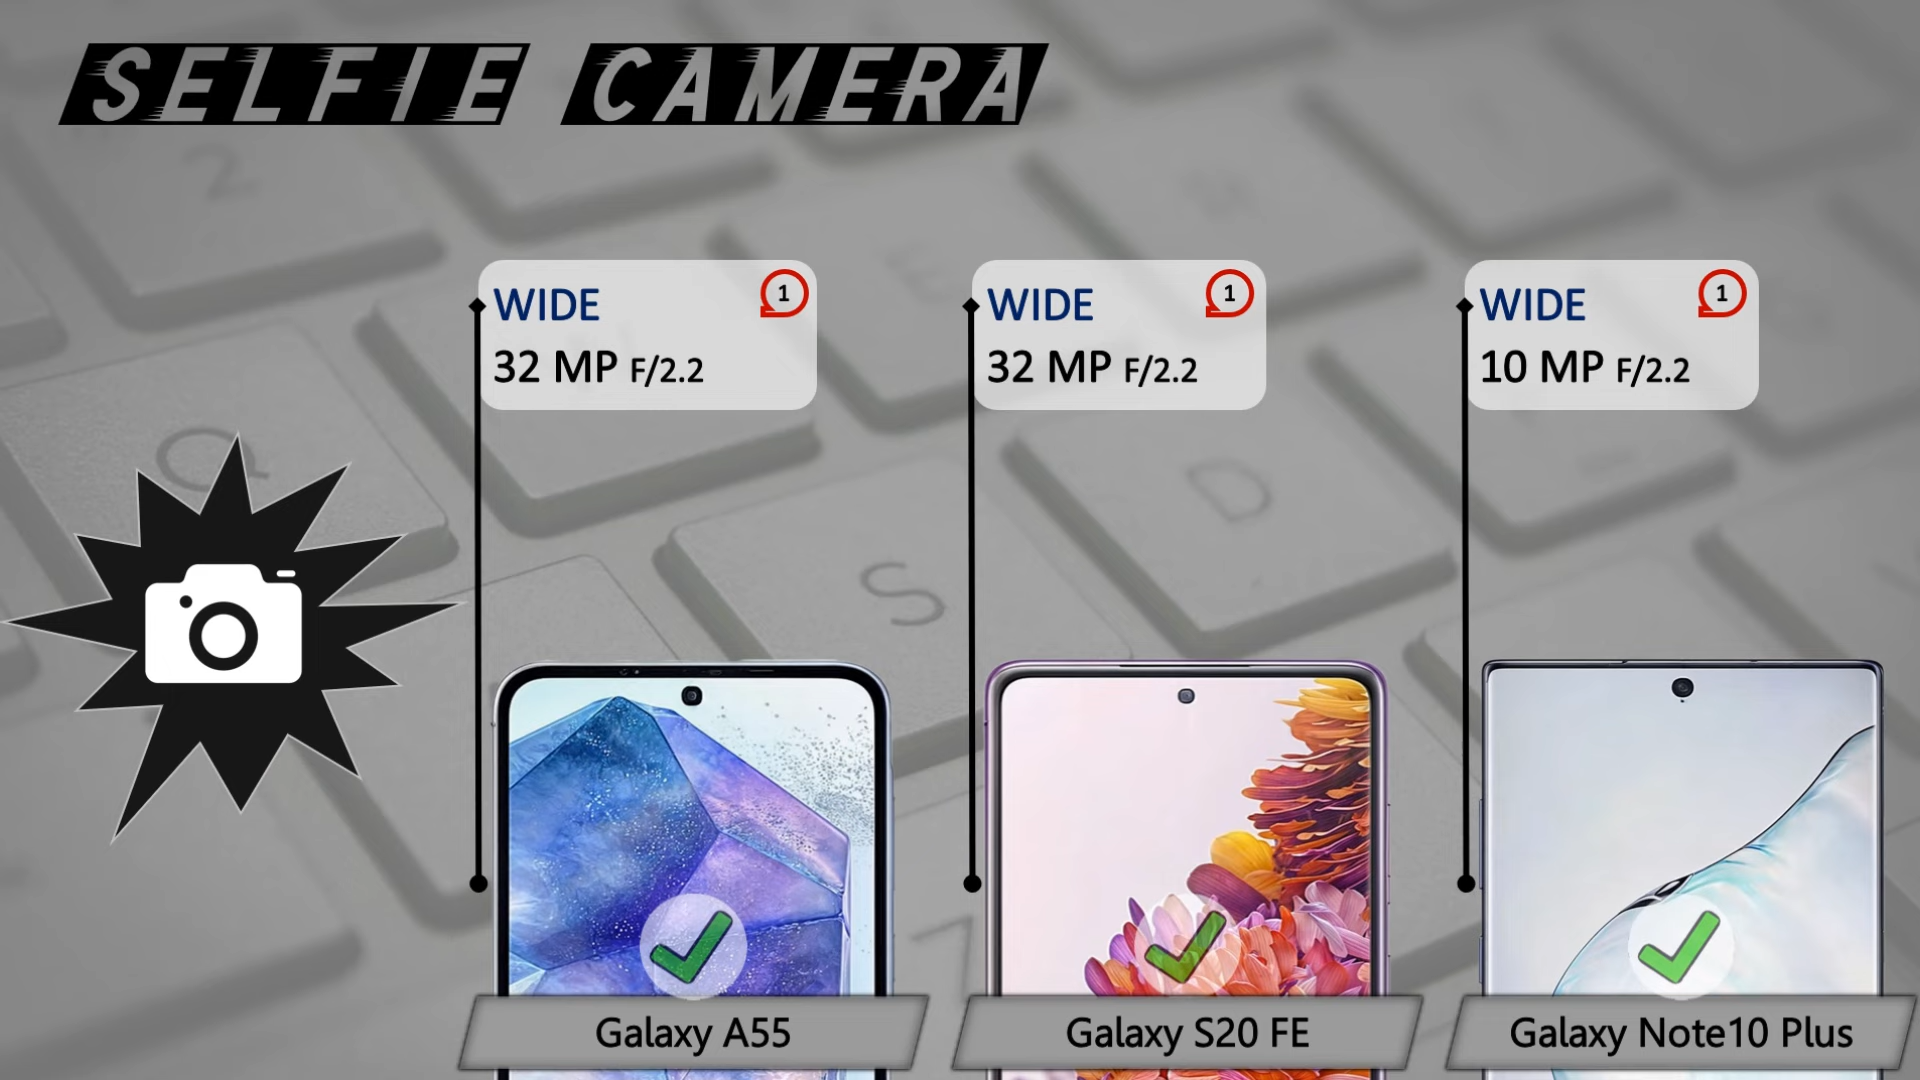 SELFIE CAMERA
WIDE 1
32 MP F/2.2
WIDE 1
32 MP F/2.2
WIDE 1
10 MP F/2.2
2
Q
S
D
Galaxy A55
Galaxy S20 FE
Galaxy Note10 Plus